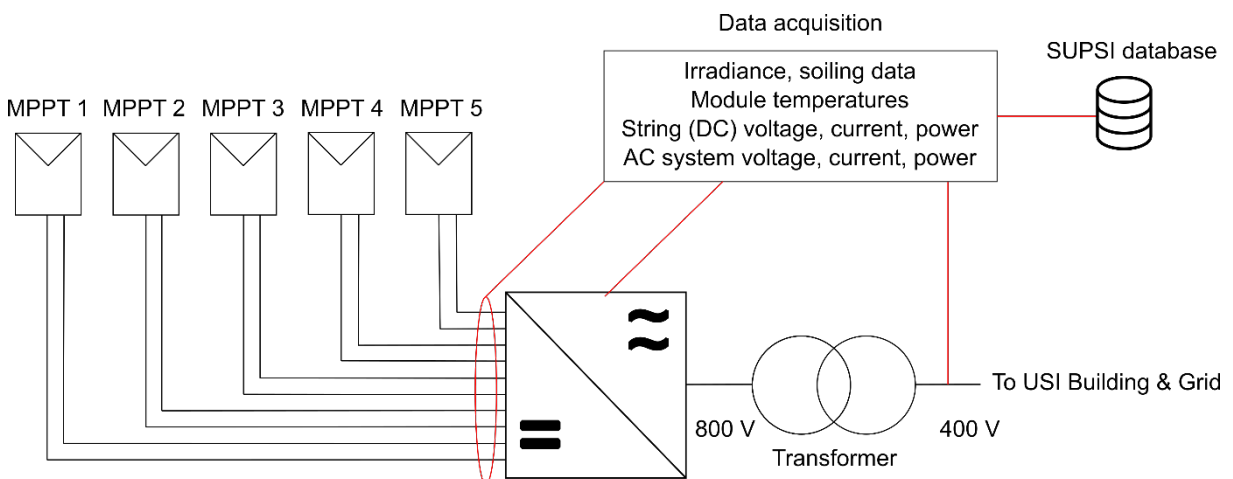 Data acquisition
SUPSI database
Irradiance, soiling data
Module temperatures
String (DC) voltage, current, power
AC system voltage, current, power
MPPT 1 MPPT 2 MPPT 3 MPPT 4 MPPT 5
To USI Building & Grid
800 V
400 V
Transformer